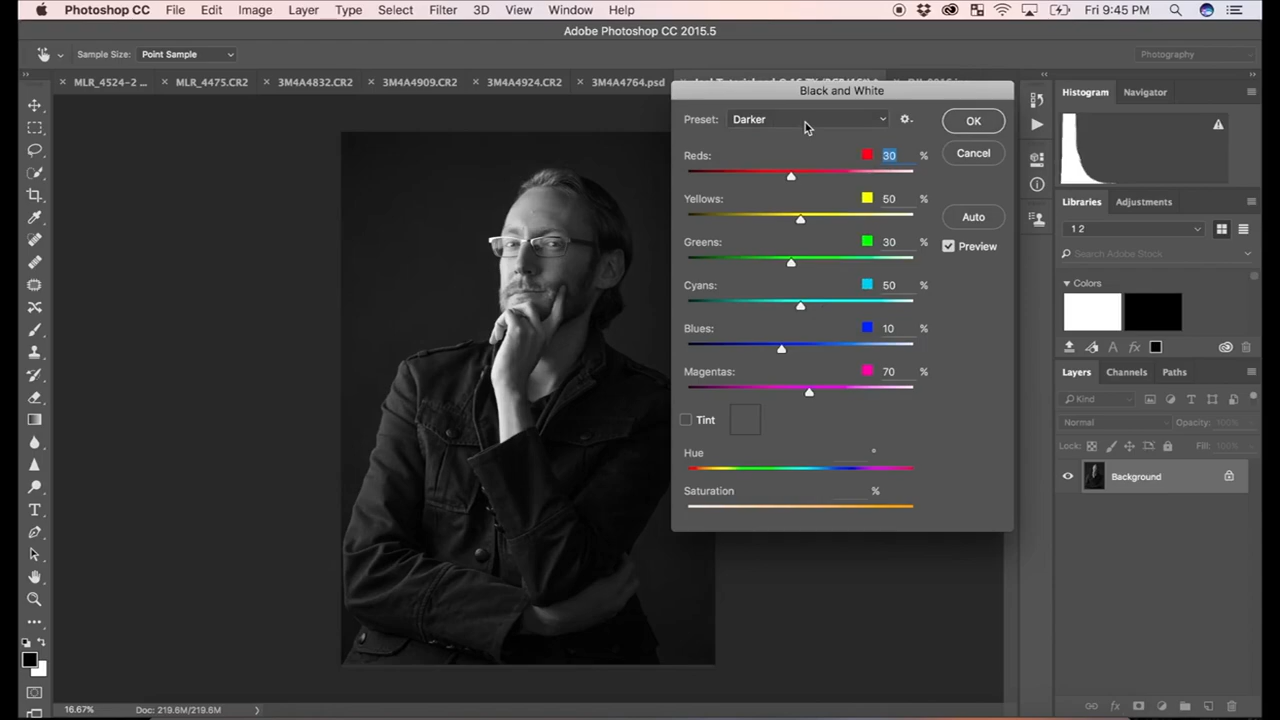 Photoshop CC File Edit Image Layer Type Select Filter 3D View Window Help Fri 9:45 PM
Adobe Photoshop CC 2015.5
Sample Size: Point Sample Photography
MLR_4524-2 ... MLR_4475.CR2 3M4A4832.CR2 3M4A4909.CR2 3M4A4924.CR2 3M4A4764.psd
Black and White
Histogram Navigator
Preset: Darker OK
Reds: 30 % Cancel
Yellows: 50 %
Libraries Adjustments
Auto
1 2
Greens: 30 % Preview
Search Adobe Stock
Colors
Cyans: 50 %
Blues: 10 %
Magentas: 70 %
Layers Channels Paths
Kind
Tint
Normal Opacity: 100%
Lock: Fill: 100%
Hue °
Background
Saturation %
16.67% Doc: 219.6M/219.6M